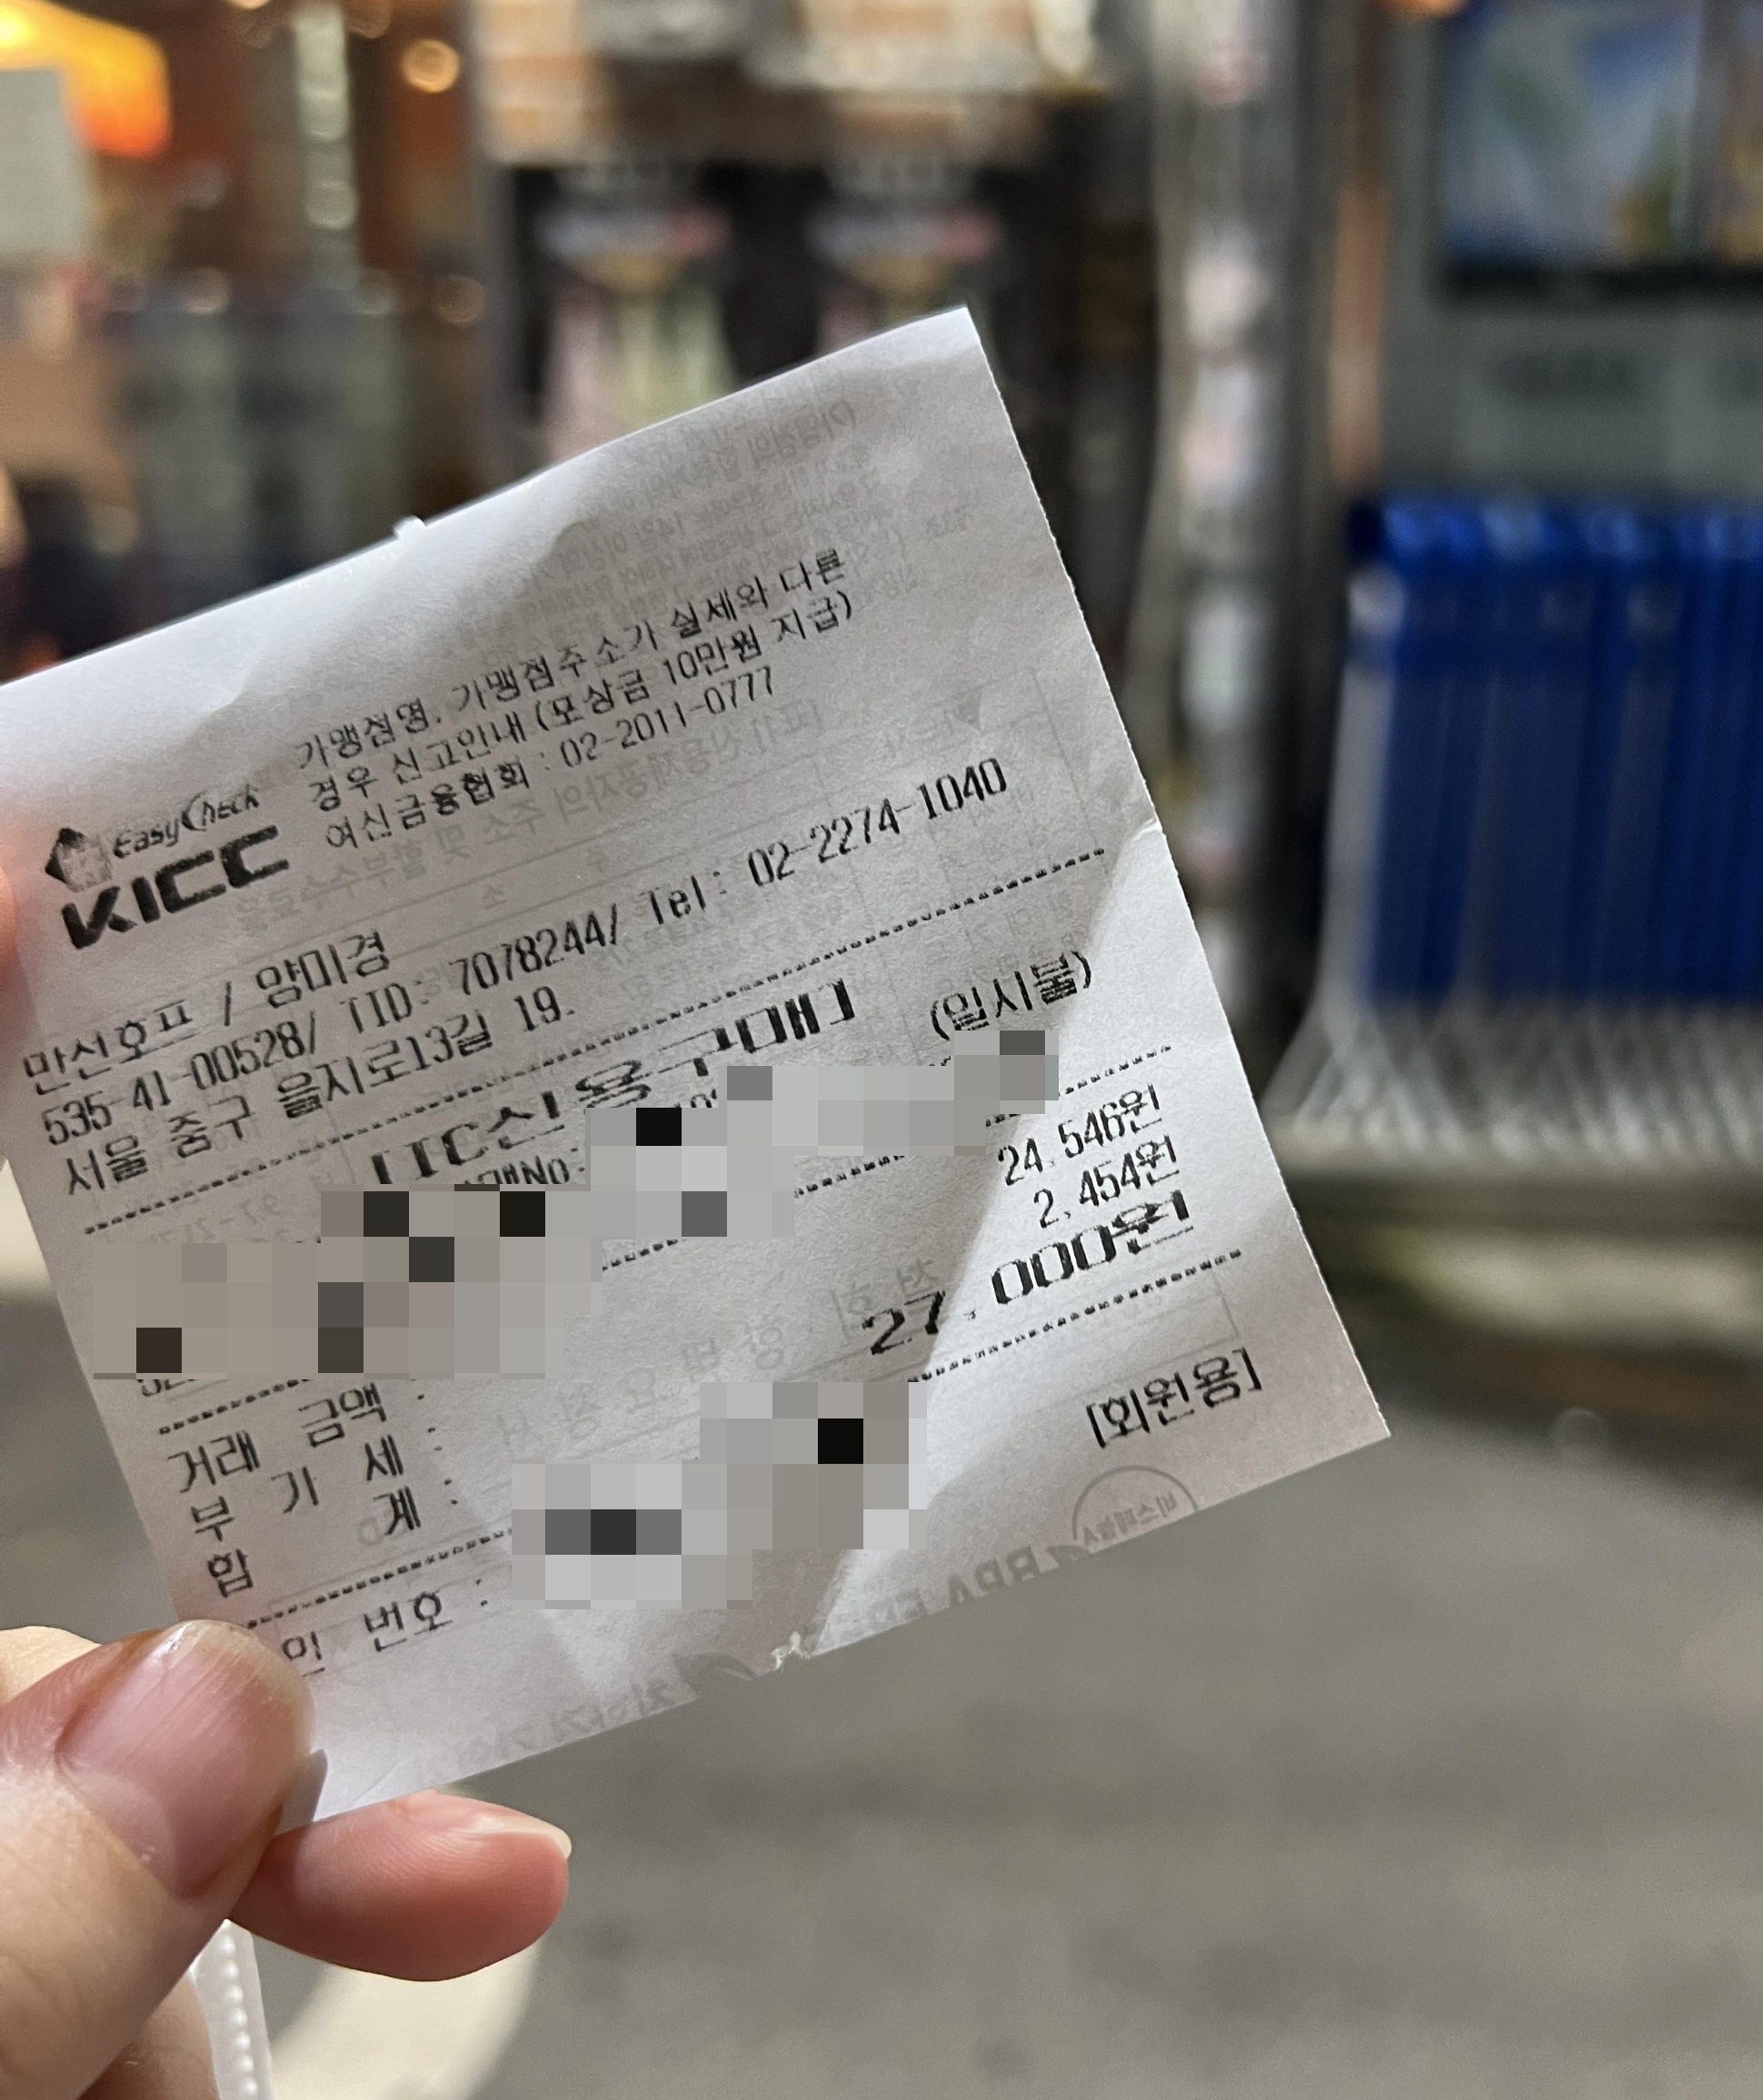 가맹점명, 가맹점주소가 실제와 다른
경우 신고안내 (포상금 10만원 지급)
여신금융협회 : 02-2011-0777
EasyCheck
KICC
만선호프 / 양미경
535-41-00528/ TID: 7078244/ Tel: 02-2274-1040
서울 중구 을지로13길 19.
[IC신용구매] (일시불)
거래 금액 : 24,546원
부 가 세 : 2,454원
합 계 : 27,000원
번호 :
[회원용]